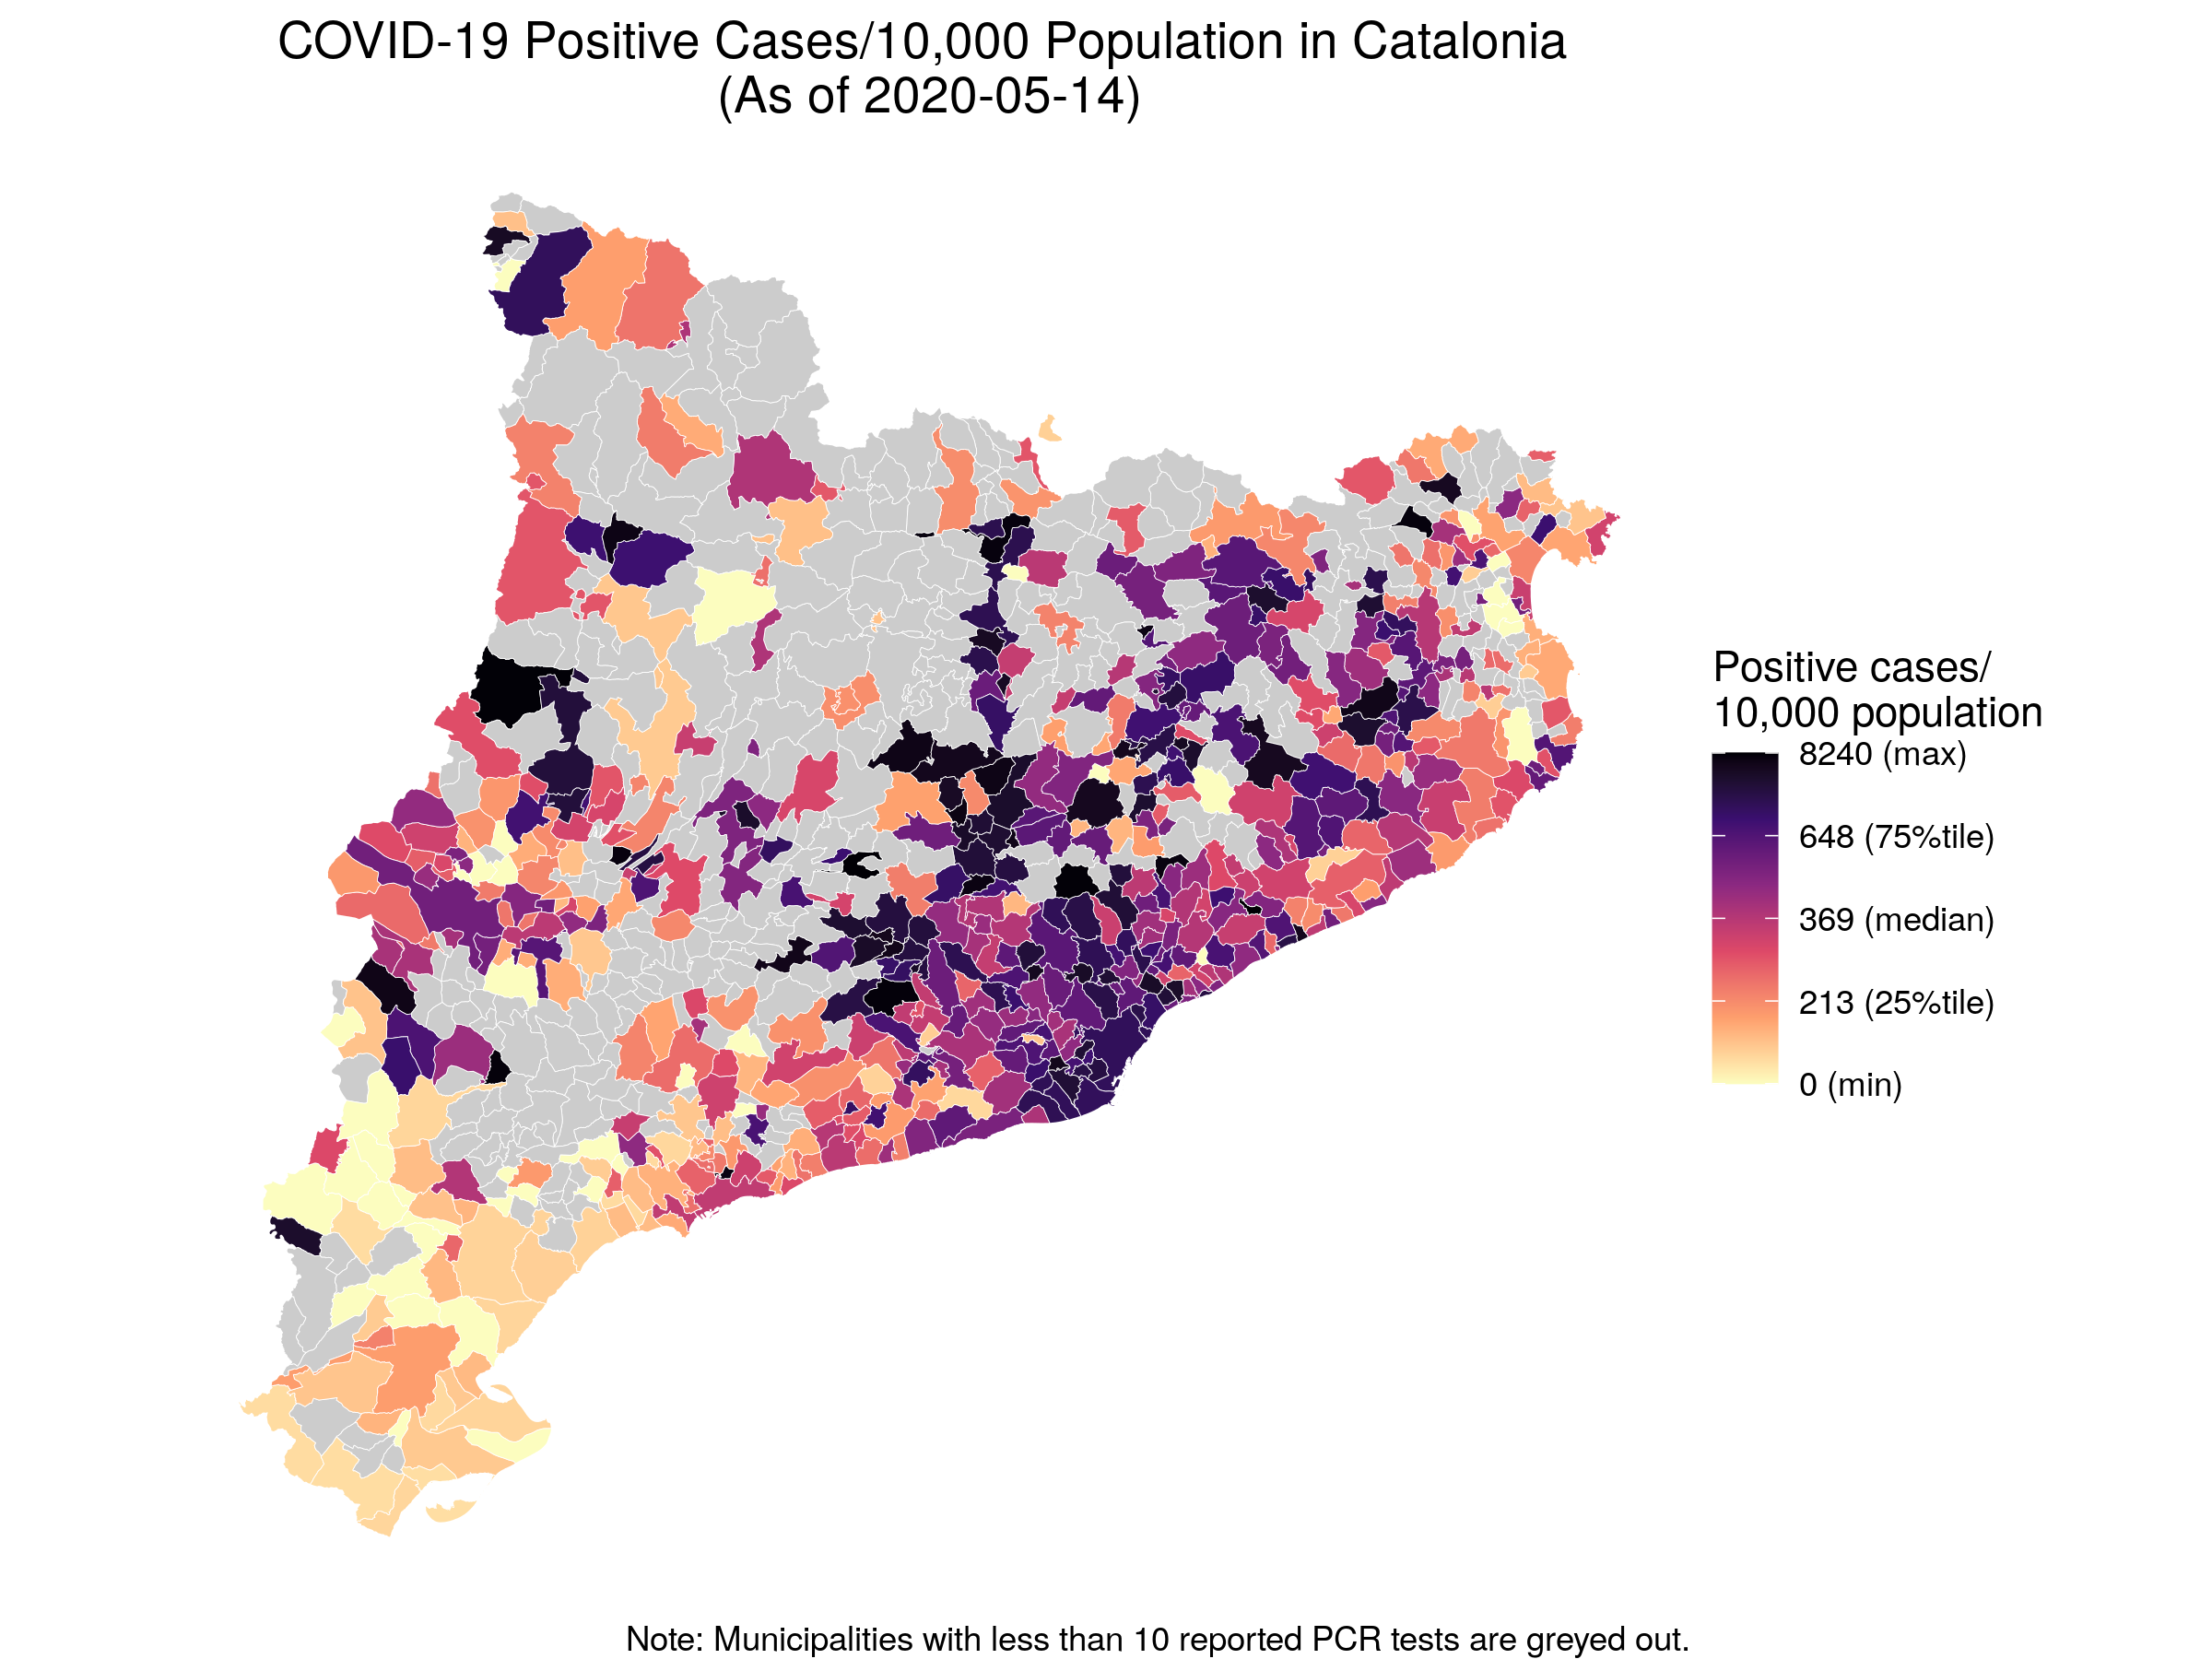 COVID-19 Positive Cases/10,000 Population in Catalonia
(As of 2020-05-14)
Positive cases/
10,000 population
8240 (max)
648 (75%tile)
369 (median)
213 (25%tile)
0 (min)
Note: Municipalities with less than 10 reported PCR tests are greyed out.